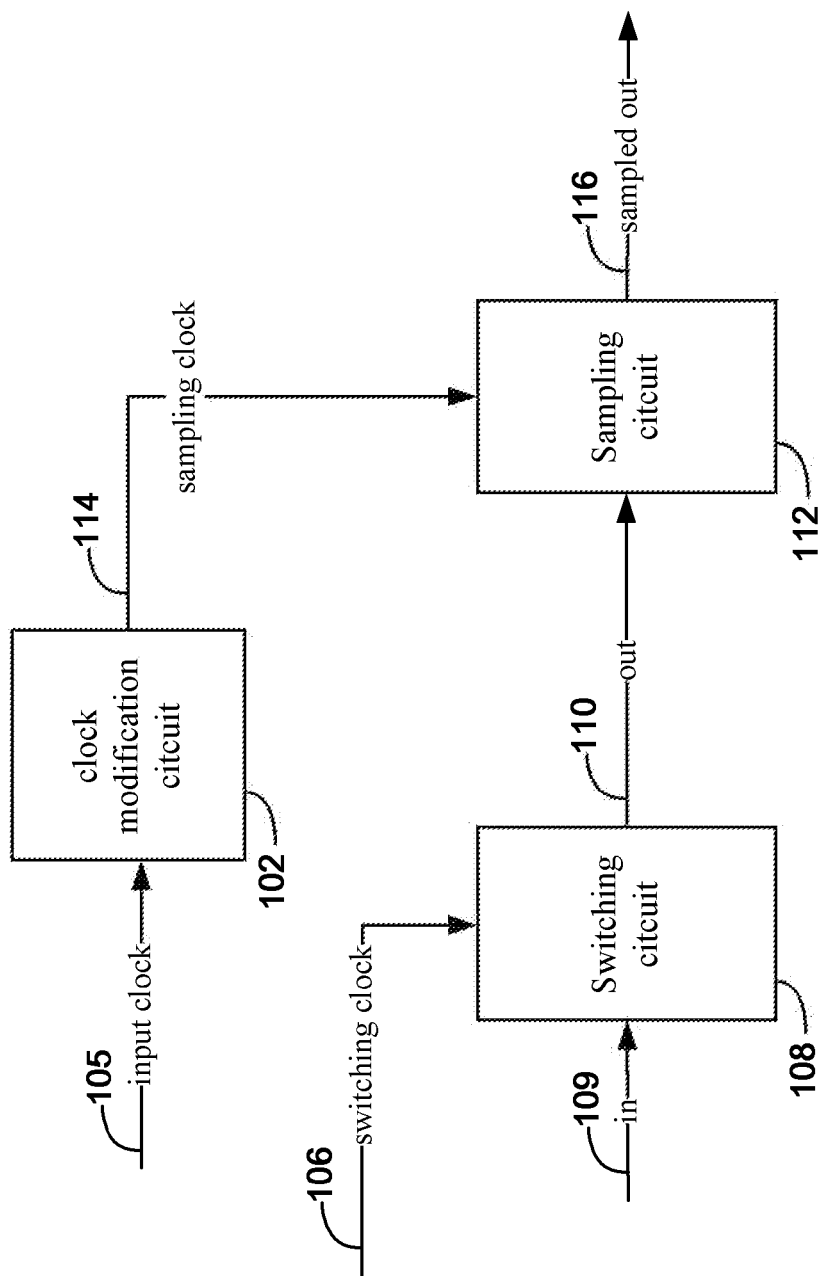 105
input clock
clock
modification
citcuit
102
114
sampling clock
106
switching clock
109
in
Switching
citcuit
108
110
out
Sampling
citcuit
112
116
sampled out